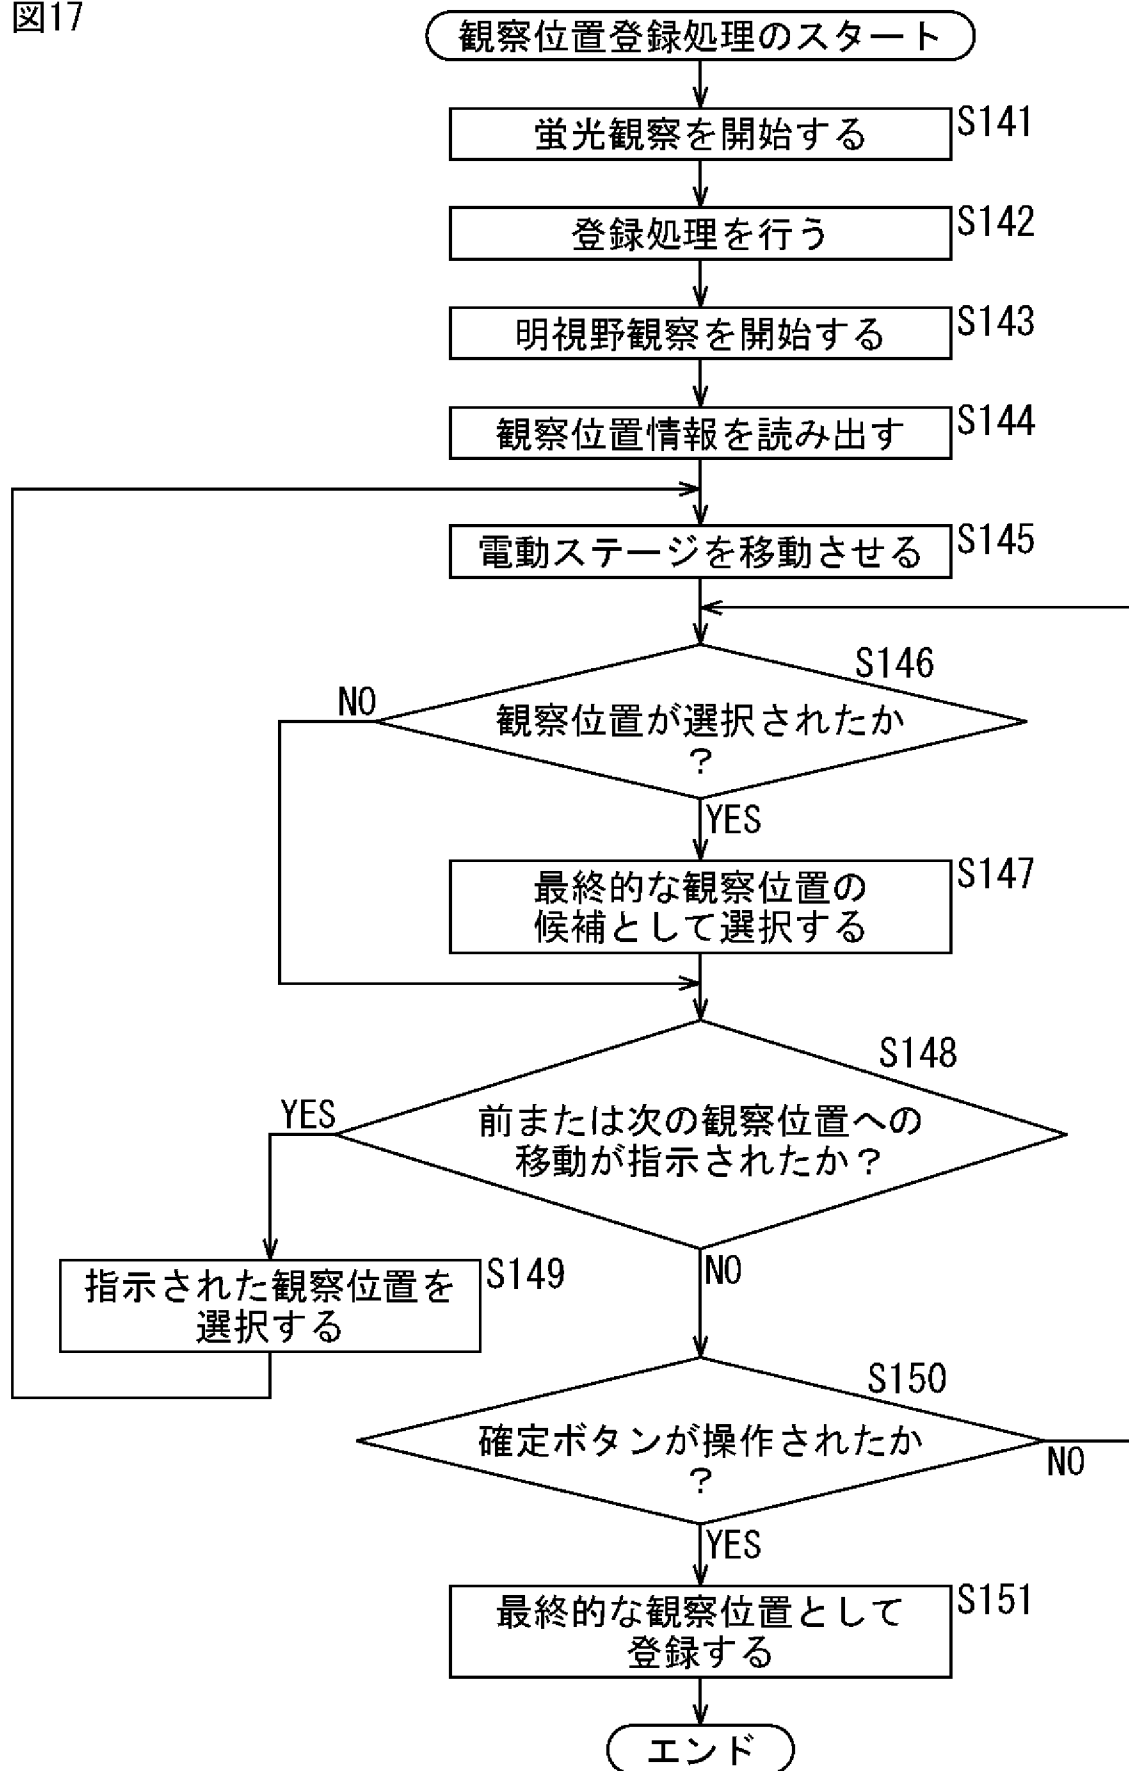 図17
観察位置登録処理のスタート
蛍光観察を開始する
S141
登録処理を行う
S142
明視野観察を開始する
S143
観察位置情報を読み出す
S144
電動ステージを移動させる
S145
S146
NO
観察位置が選択されたか
?
YES
最終的な観察位置の
候補として選択する
S147
S148
YES
前または次の観察位置への
移動が指示されたか?
NO
指示された観察位置を
選択する
S149
S150
確定ボタンが操作されたか
?
NO
YES
最終的な観察位置として
登録する
S151
エンド